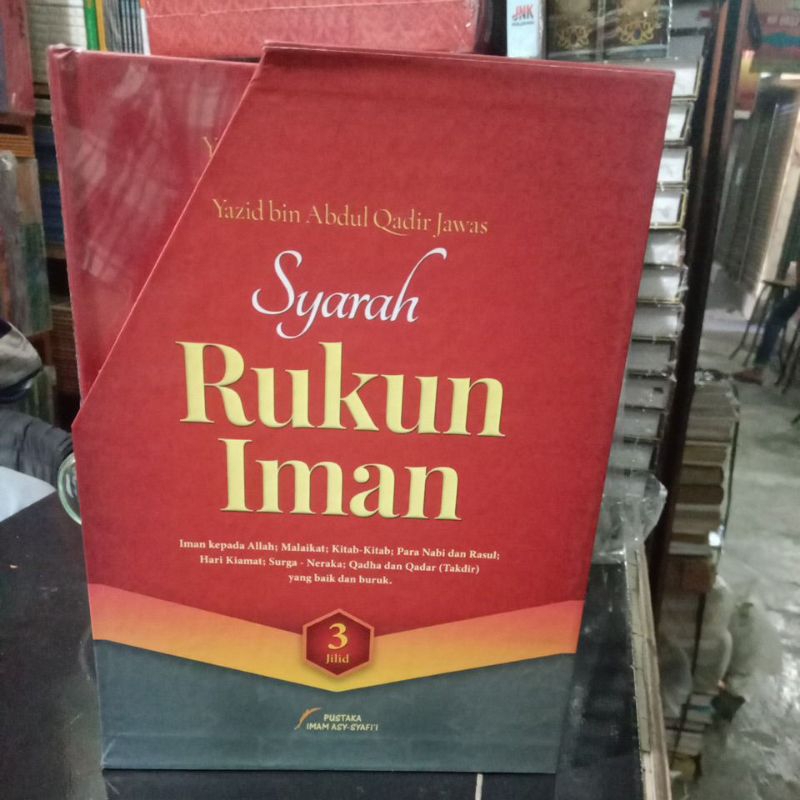 JNK
Yazid bin Abdul Qadir Jawas
Syarah
Rukun
Iman
Iman kepada Allah; Malaikat; Kitab-Kitab; Para Nabi dan Rasul;
Hari Kiamat; Surga - Neraka; Qadha dan Qadar (Takdir)
yang baik dan buruk.
3
Jilid
PUSTAKA
IMAM ASY-SYAFI'I